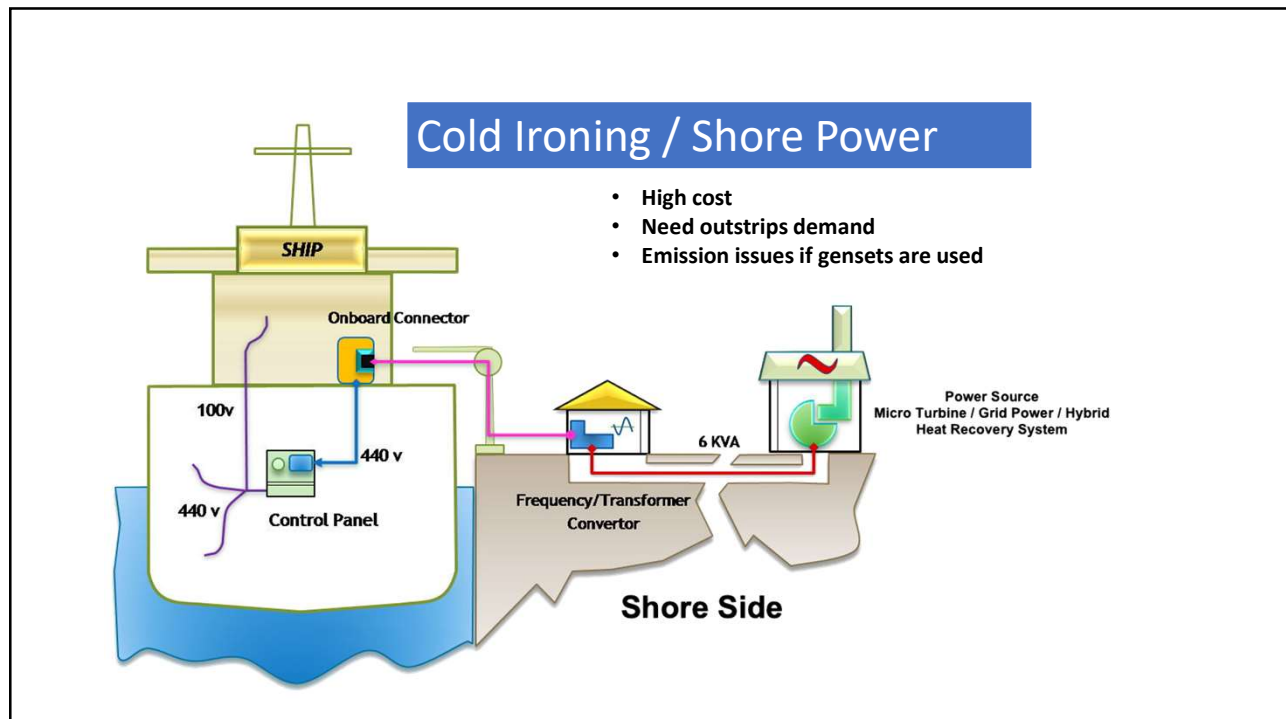 Cold Ironing / Shore Power
• High cost
• Need outstrips demand
• Emission issues if gensets are used
SHIP
Onboard Connector
100v
440 v
440 v
Control Panel
6 KVA
Frequency/Transformer
Convertor
Power Source
Micro Turbine / Grid Power / Hybrid
Heat Recovery System
Shore Side